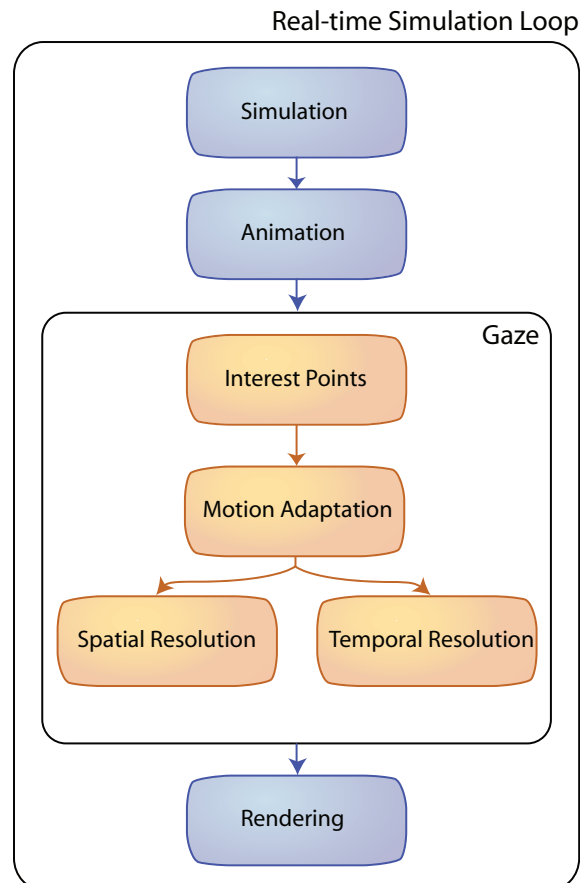 Real-time Simulation Loop
Simulation
Animation
Gaze
Interest Points
Motion Adaptation
Spatial Resolution
Temporal Resolution
Rendering